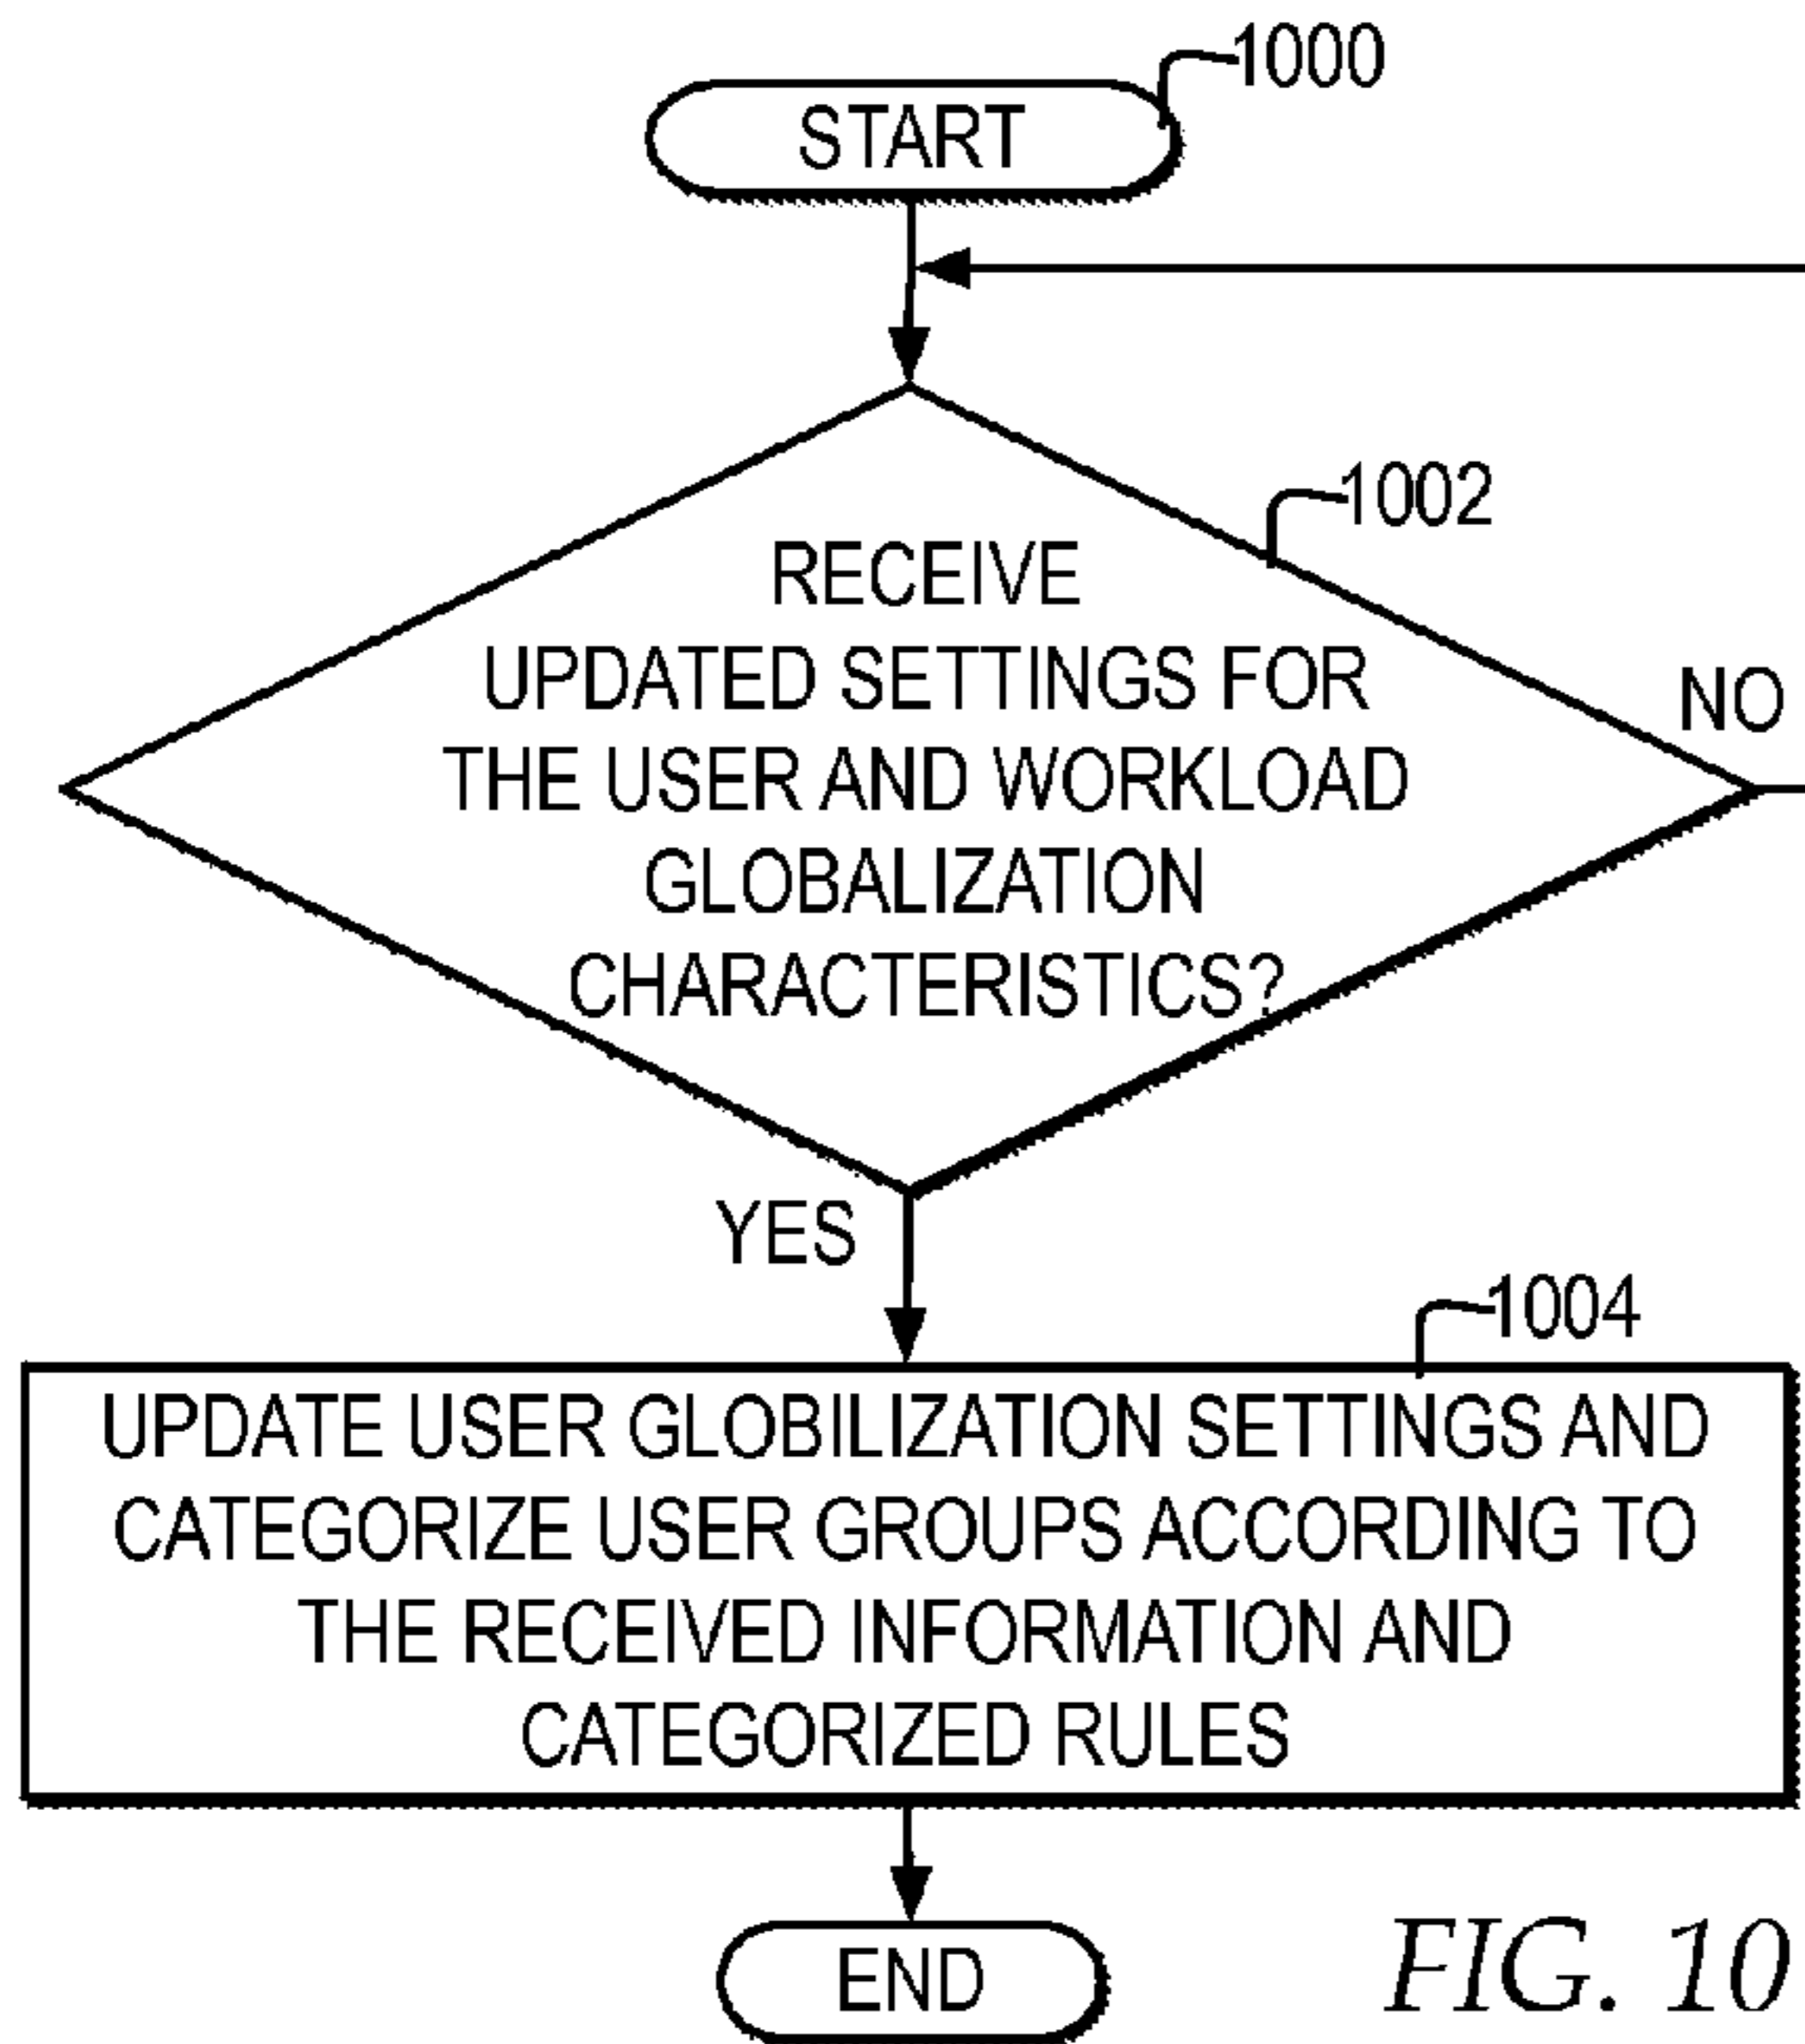 1000
START
1002
RECEIVE
UPDATED SETTINGS FOR
THE USER AND WORKLOAD
GLOBALIZATION
CHARACTERISTICS?
NO
YES
1004
UPDATE USER GLOBILIZATION SETTINGS AND
CATEGORIZE USER GROUPS ACCORDING TO
THE RECEIVED INFORMATION AND
CATEGORIZED RULES
END
FIG. 10